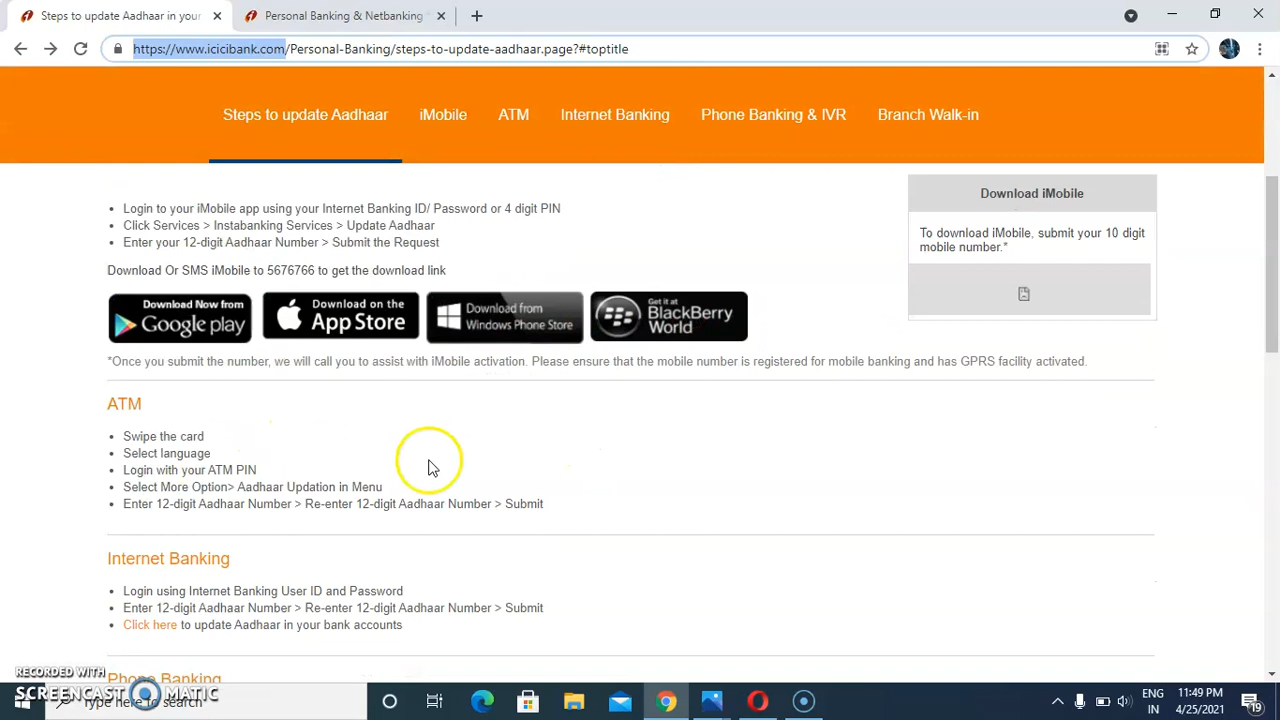 Steps to update Aadhaar in your
Personal Banking & Netbanking
https://www.icicibank.com/Personal-Banking/steps-to-update-aadhaar.page?#toptitle
Steps to update Aadhaar iMobile ATM Internet Banking Phone Banking & IVR Branch Walk-in
Download iMobile
To download iMobile, submit your 10 digit
mobile number.*
• Login to your iMobile app using your Internet Banking ID/ Password or 4 digit PIN
• Click Services > Instabanking Services > Update Aadhaar
• Enter your 12-digit Aadhaar Number > Submit the Request
Download Or SMS iMobile to 5676766 to get the download link
Download Now from
Google play
Download on the
App Store
Download from
Windows Phone Store
Get it at
BlackBerry
World
*Once you submit the number, we will call you to assist with iMobile activation. Please ensure that the mobile number is registered for mobile banking and has GPRS facility activated.
ATM
• Swipe the card
• Select language
• Login with your ATM PIN
• Select More Option> Aadhaar Updation in Menu
• Enter 12-digit Aadhaar Number > Re-enter 12-digit Aadhaar Number > Submit
Internet Banking
• Login using Internet Banking User ID and Password
• Enter 12-digit Aadhaar Number > Re-enter 12-digit Aadhaar Number > Submit
• Click here to update Aadhaar in your bank accounts
Phone Banking
RECORDED WITH
SCREENCAST MATIC
Type here to search
ENG
IN
11:49 PM
4/25/2021
19